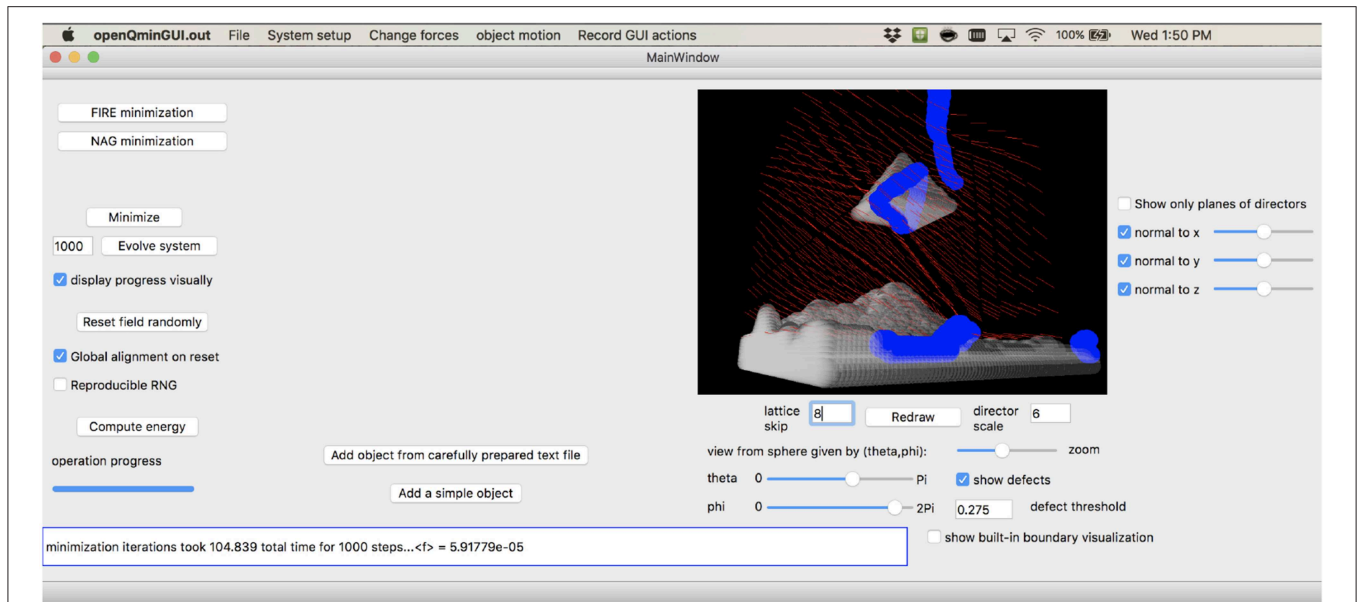 openQminGUI.out File System setup Change forces object motion Record GUI actions 100% Wed 1:50 PM
MainWindow
FIRE minimization
NAG minimization
Minimize
1000 Evolve system
display progress visually
Reset field randomly
Global alignment on reset
Reproducible RNG
Compute energy
operation progress
Add object from carefully prepared text file
Add a simple object
Show only planes of directors
normal to x
normal to y
normal to z
lattice
skip
8
Redraw
director
scale
6
view from sphere given by (theta,phi):
zoom
theta 0 Pi
show defects
phi 0 2Pi
0.275 defect threshold
show built-in boundary visualization
minimization iterations took 104.839 total time for 1000 steps...<f> = 5.91779e-05